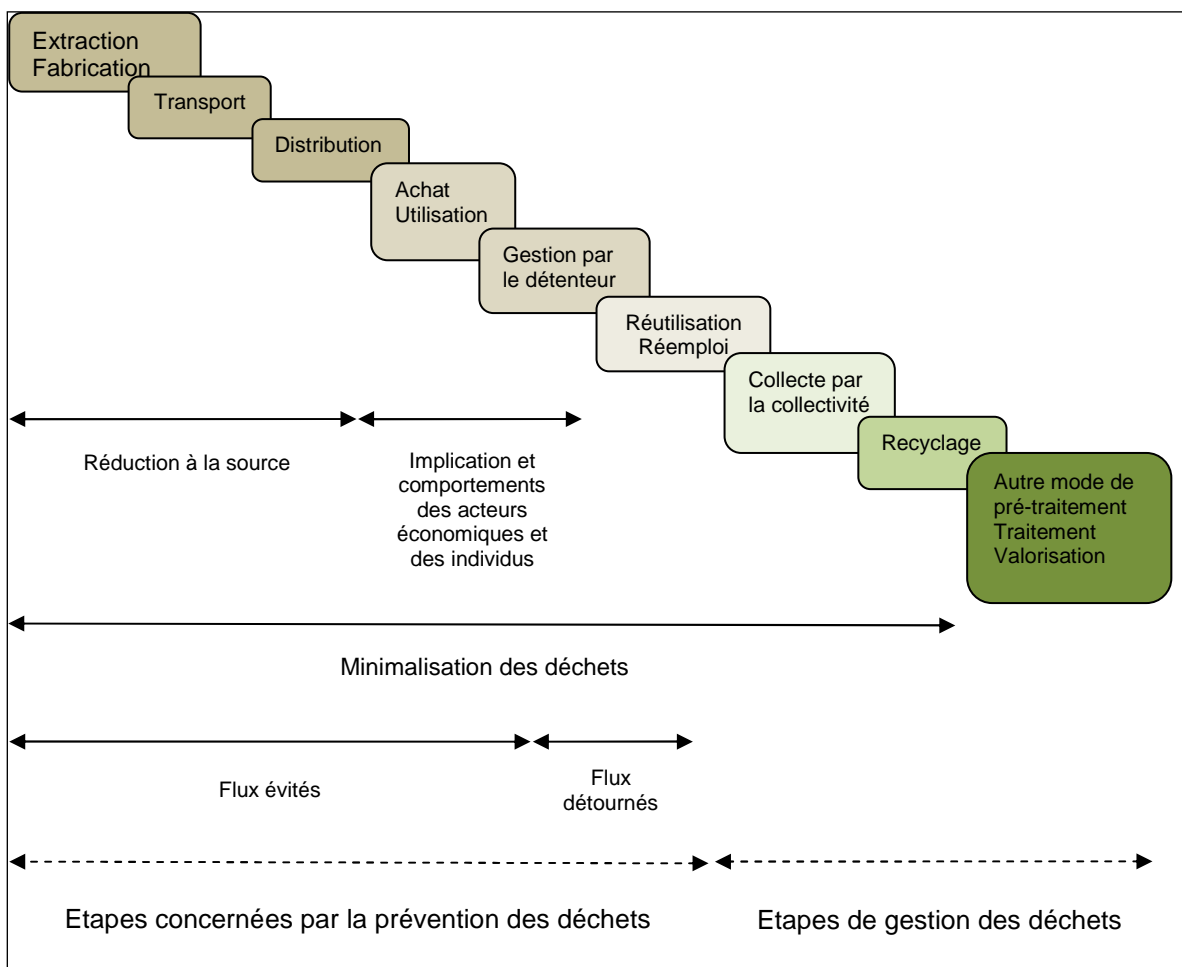 Extraction
Fabrication
Transport
Distribution
Achat
Utilisation
Gestion par
le détenteur
Réutilisation
Réemploi
Collecte par
la collectivité
Recyclage
Autre mode de
pré-traitement
Traitement
Valorisation
Réduction à la source
Implication et
comportements
des acteurs
économiques et
des individus
Minimalisation des déchets
Flux évités
Flux
détournés
Etapes concernées par la prévention des déchets
Etapes de gestion des déchets